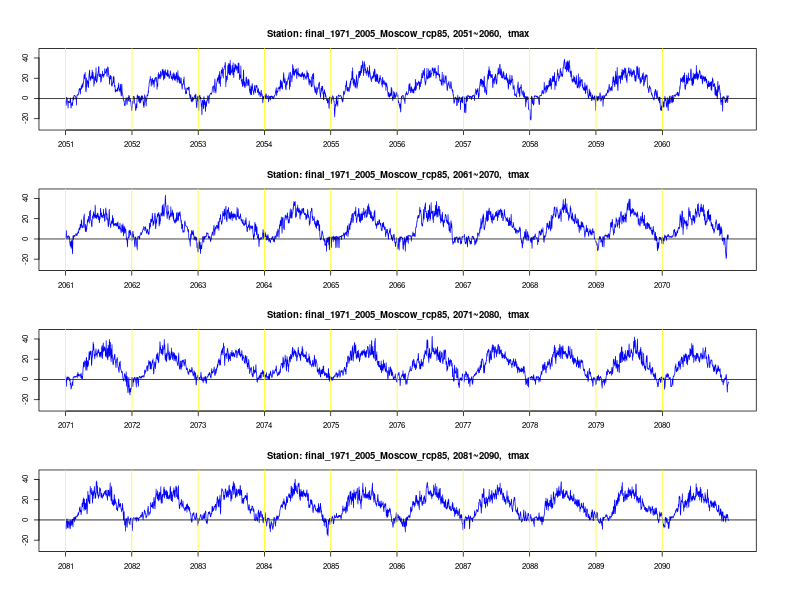 Station: final_1971_2005_Moscow_rcp85, 2051~2060, tmax
40
20
0
-20
2051 2052 2053 2054 2055 2056 2057 2058 2059 2060
Station: final_1971_2005_Moscow_rcp85, 2061~2070, tmax
40
20
0
-20
2061 2062 2063 2064 2065 2066 2067 2068 2069 2070
Station: final_1971_2005_Moscow_rcp85, 2071~2080, tmax
40
20
0
-20
2071 2072 2073 2074 2075 2076 2077 2078 2079 2080
Station: final_1971_2005_Moscow_rcp85, 2081~2090, tmax
40
20
0
-20
2081 2082 2083 2084 2085 2086 2087 2088 2089 2090